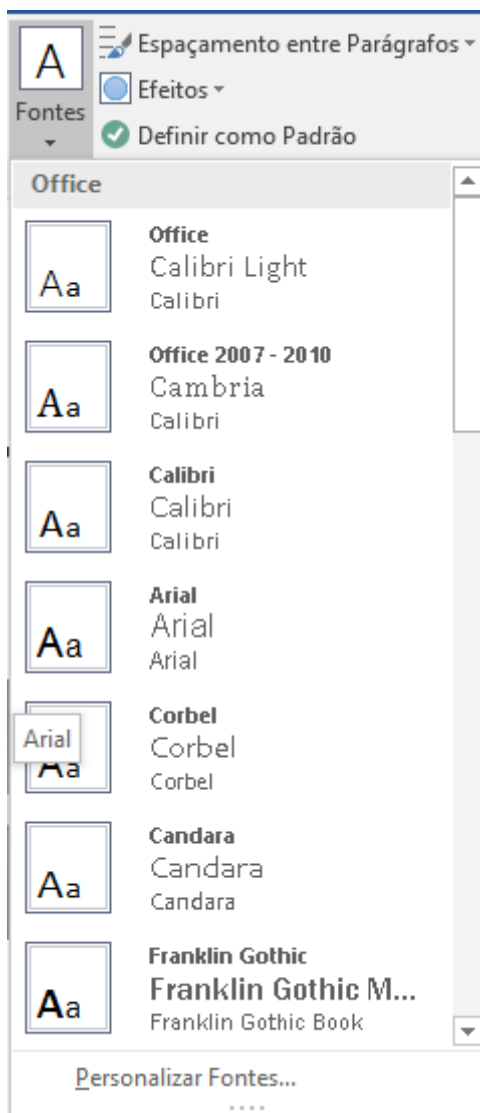 A
Espaçamento entre Parágrafos
Efeitos
Fontes
Definir como Padrão
Office
Aa
Office
Calibri Light
Calibri
Aa
Office 2007 - 2010
Cambria
Calibri
Aa
Calibri
Calibri
Calibri
Aa
Arial
Arial
Arial
Arial
Aa
Corbel
Corbel
Corbel
Aa
Candara
Candara
Candara
Aa
Franklin Gothic
Franklin Gothic M...
Franklin Gothic Book
Personalizar Fontes...